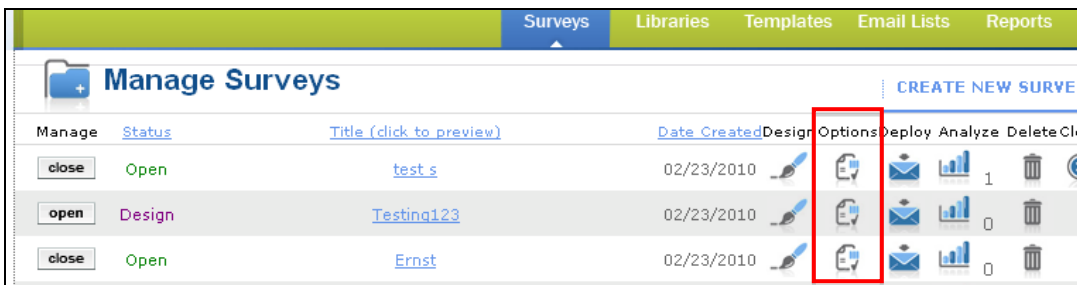 Surveys Libraries Templates Email Lists Reports
Manage Surveys
CREATE NEW SURVE
Manage Status Title (click to preview) Date Created Design Options Deploy Analyze Delete Cl
close Open test s 02/23/2010 1
open Design Testing123 02/23/2010 0
close Open Ernst 02/23/2010 0